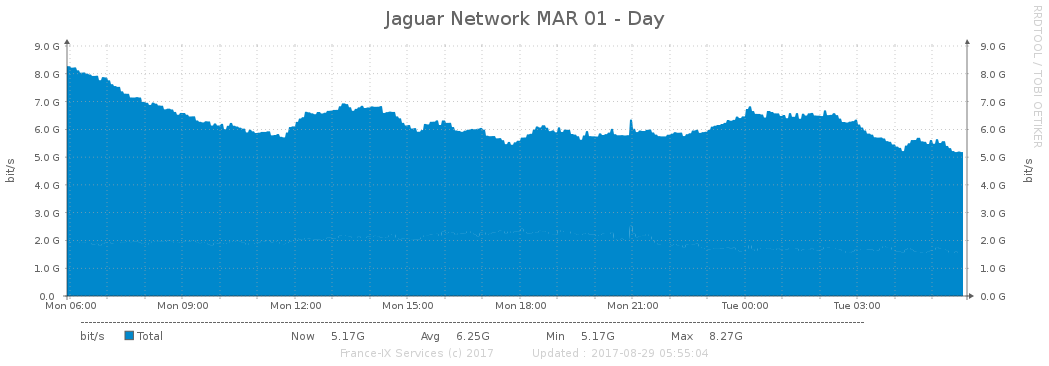 Jaguar Network MAR 01 - Day
RRDTOOL / TOBI OETIKER
bit/s
bit/s
9.0 G 9.0 G
8.0 G 8.0 G
7.0 G 7.0 G
6.0 G 6.0 G
5.0 G 5.0 G
4.0 G 4.0 G
3.0 G 3.0 G
2.0 G 2.0 G
1.0 G 1.0 G
0.0 0.0 G
Mon 06:00 Mon 09:00 Mon 12:00 Mon 15:00 Mon 18:00 Mon 21:00 Tue 00:00 Tue 03:00
bit/s Total Now 5.17G Avg 6.25G Min 5.17G Max 8.27G
France-IX Services (c) 2017 Updated : 2017-08-29 05:55:04